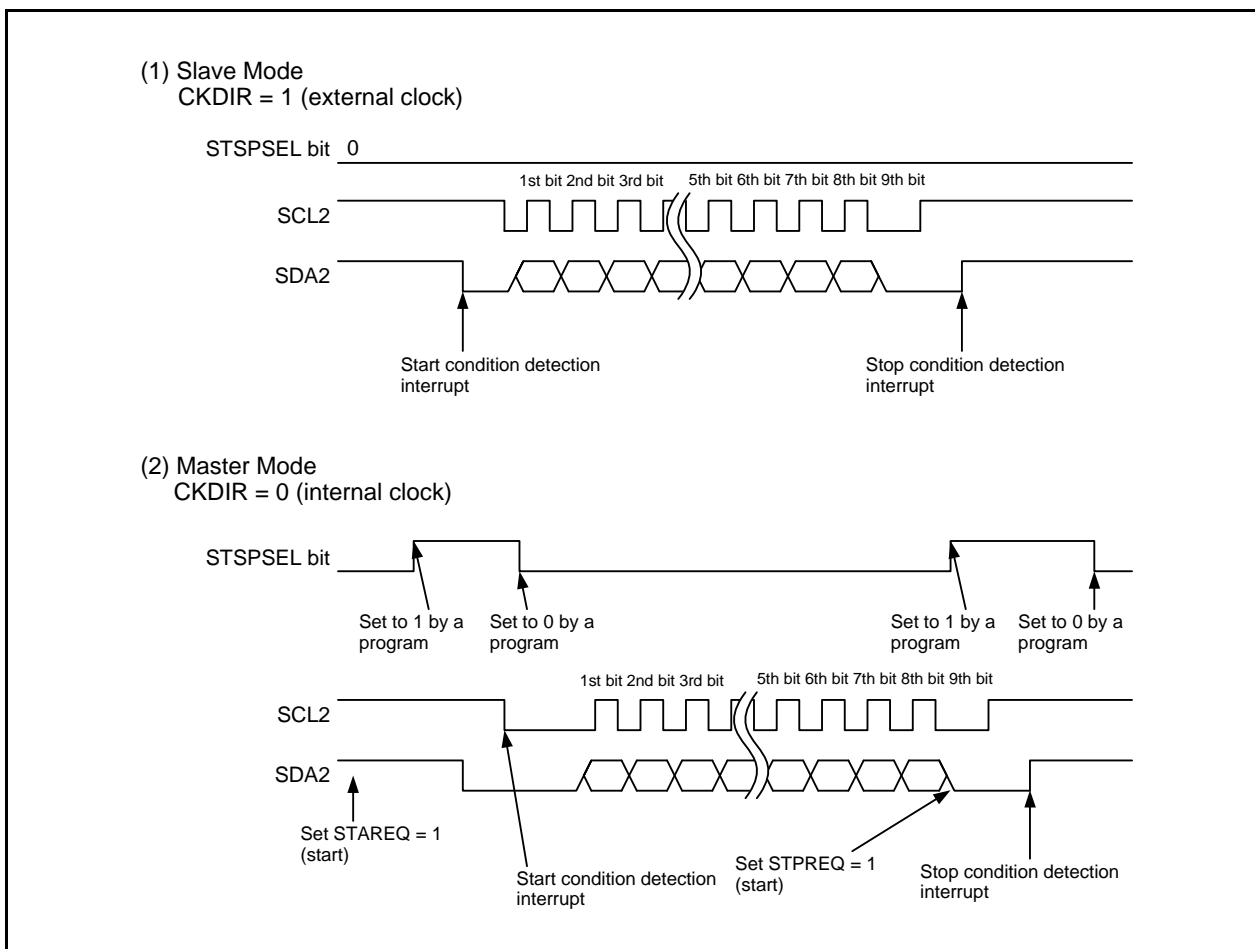 (1) Slave Mode
CKDIR = 1 (external clock)
STSPSEL bit 0
1st bit 2nd bit 3rd bit 5th bit 6th bit 7th bit 8th bit 9th bit
SCL2
SDA2
Start condition detection
interrupt
Stop condition detection
interrupt
(2) Master Mode
CKDIR = 0 (internal clock)
STSPSEL bit
Set to 1 by a
program
Set to 0 by a
program
Set to 1 by a
program
Set to 0 by a
program
1st bit 2nd bit 3rd bit 5th bit 6th bit 7th bit 8th bit 9th bit
SCL2
SDA2
Set STAREQ = 1
(start)
Start condition detection
interrupt
Set STPREQ = 1
(start)
Stop condition detection
interrupt